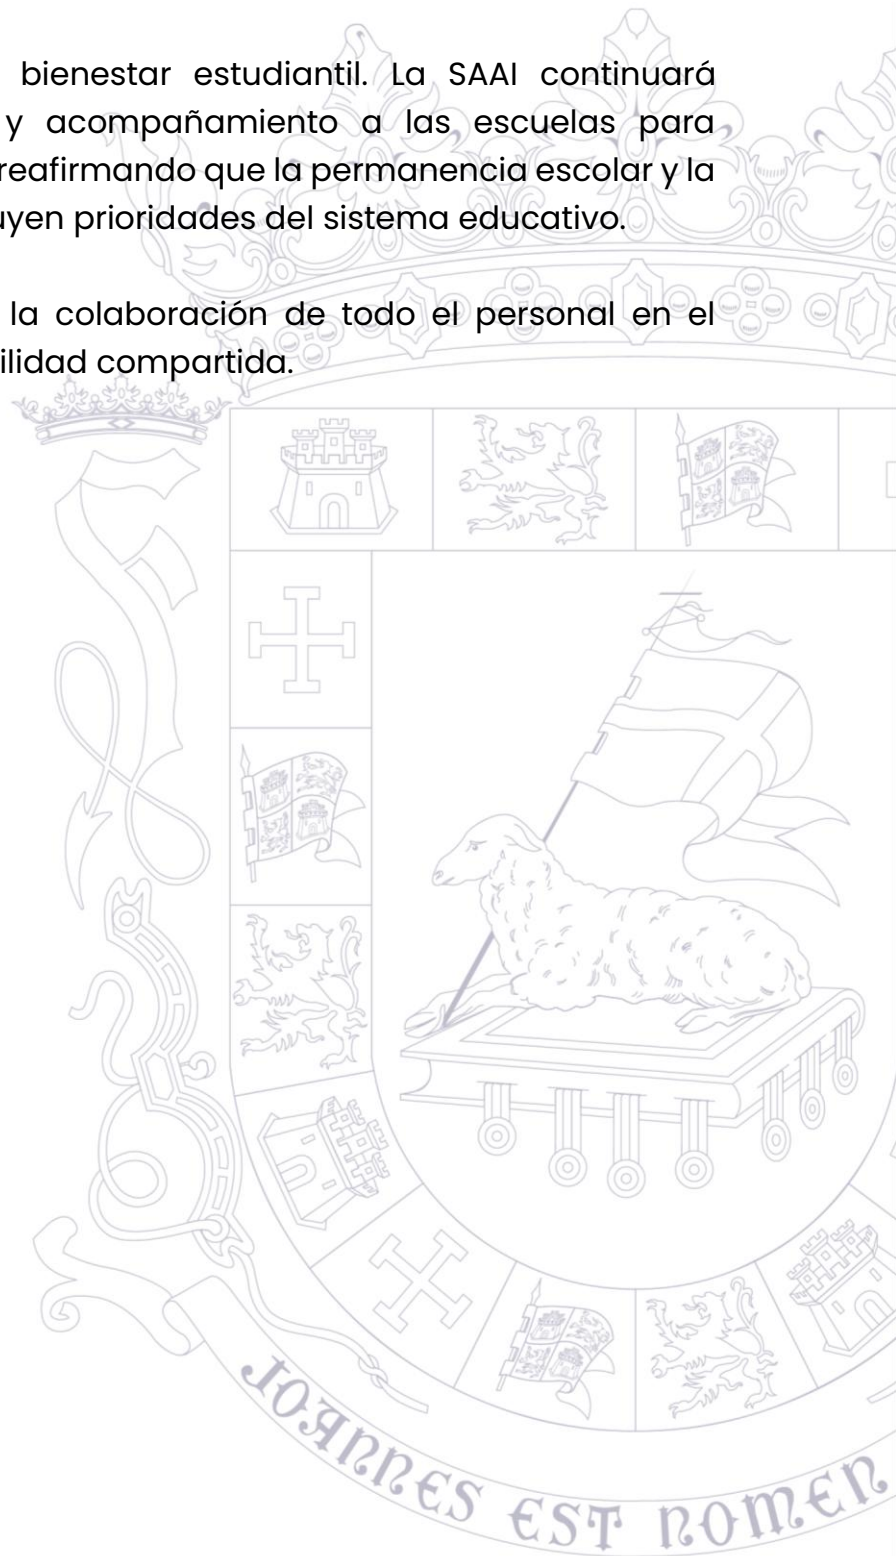 bienestar estudiantil. La SAAI continuará
y acompañamiento a las escuelas para
reafirmando que la permanencia escolar y la
uyen prioridades del sistema educativo.
la colaboración de todo el personal en el
ilidad compartida.
JOANNES EST NOMEN